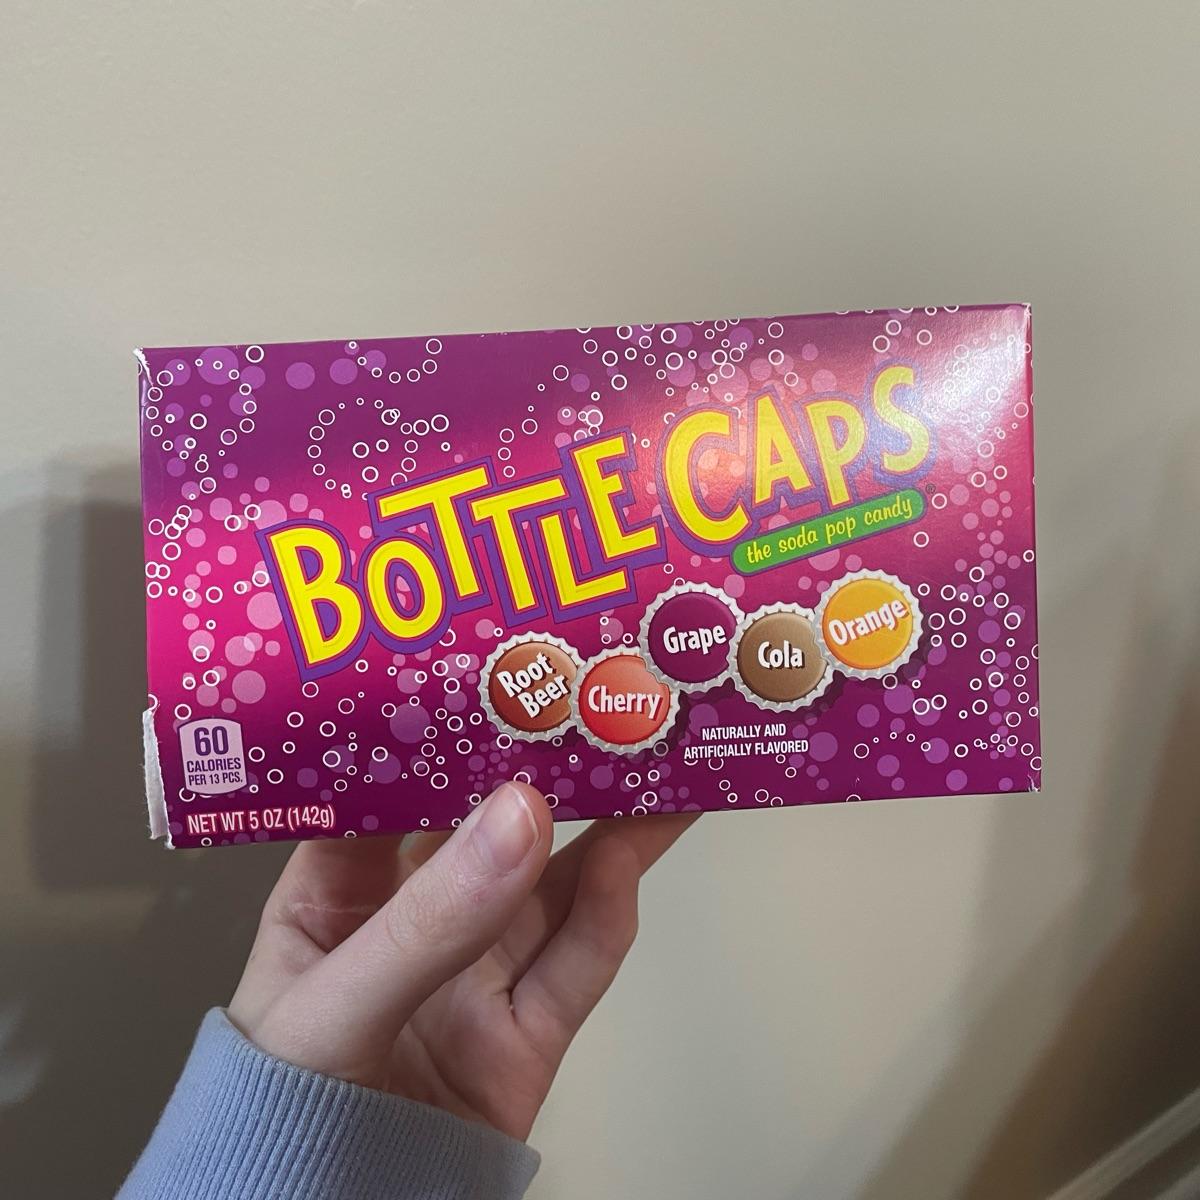 BOTTLE CAPS
®
the soda pop candy
Root
Beer
Cherry
Grape
Cola
Orange
NATURALLY AND
ARTIFICIALLY FLAVORED
60
CALORIES
PER 13 PCS.
NET WT 5 OZ (142g)